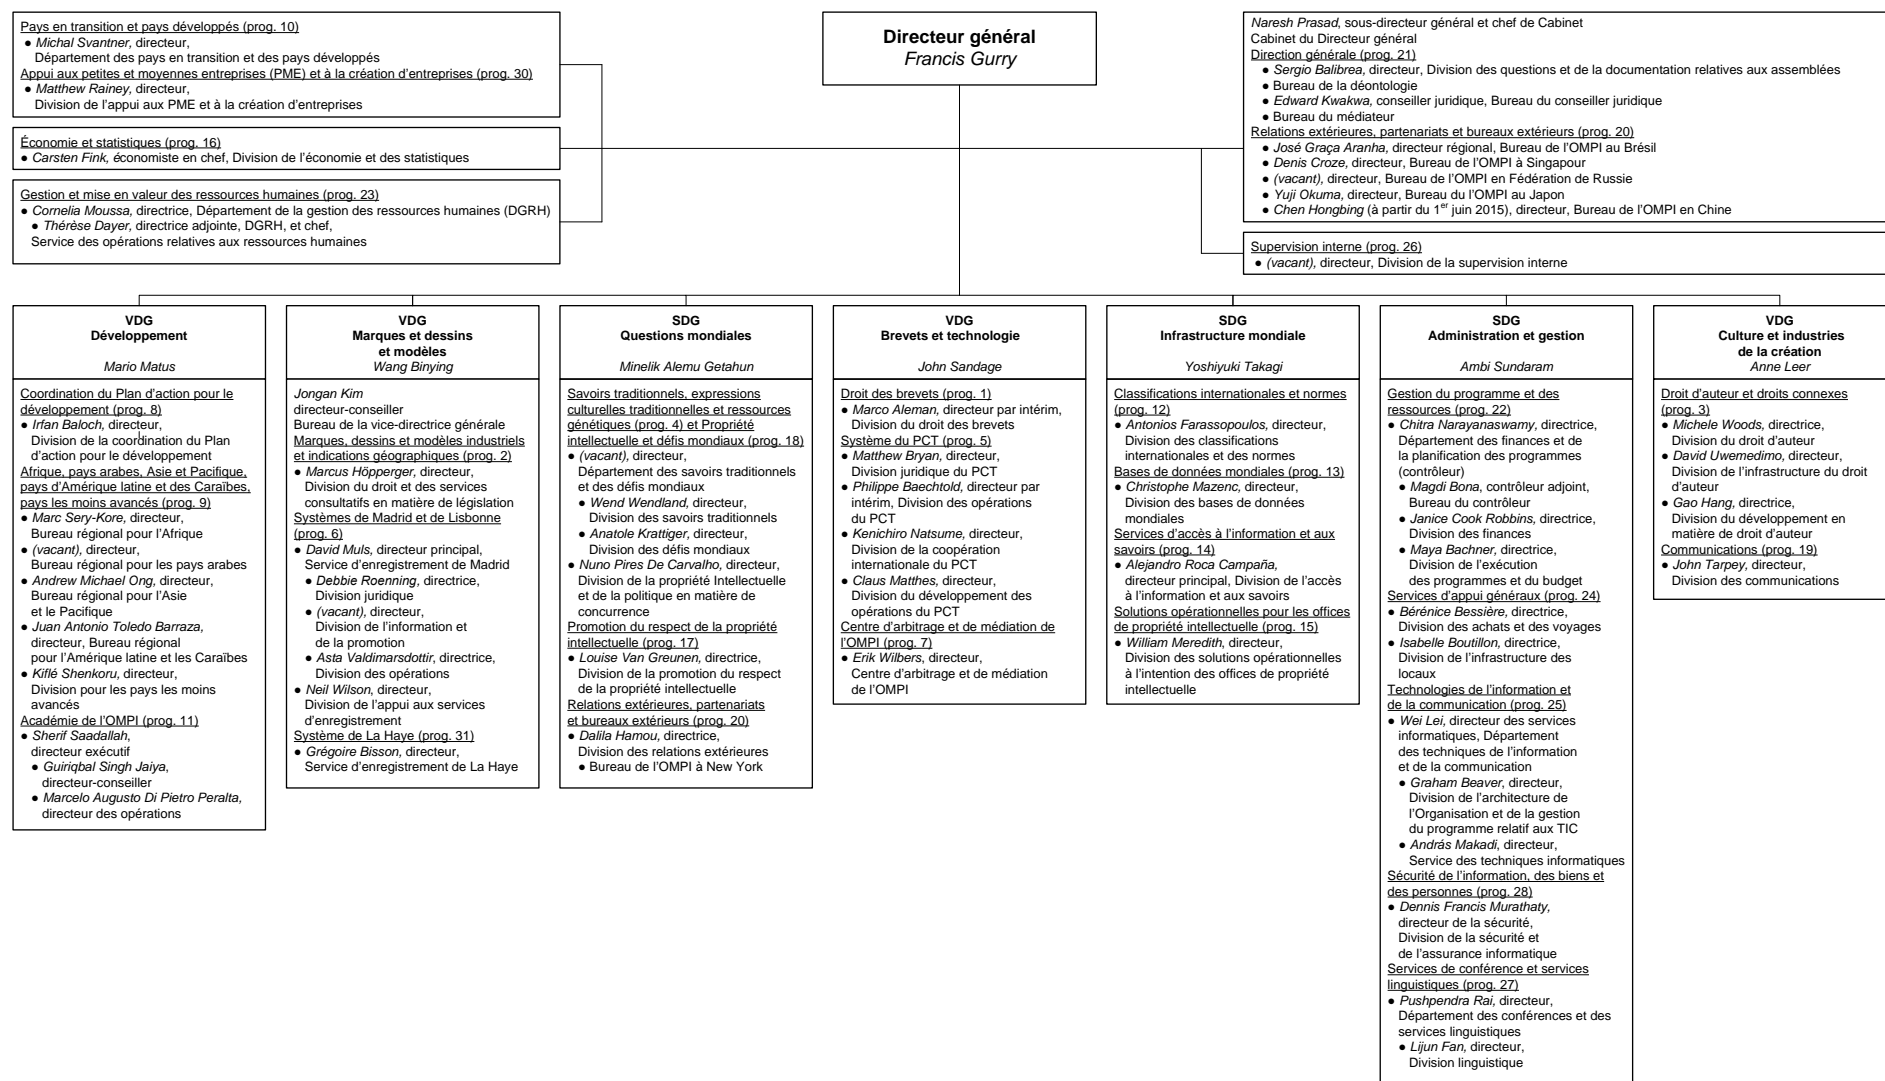 Pays en transition et pays développés (prog. 10)
● Michal Svantner, directeur,
Département des pays en transition et des pays développés
Appui aux petites et moyennes entreprises (PME) et à la création d'entreprises (prog. 30)
● Matthew Rainey, directeur,
Division de l'appui aux PME et à la création d'entreprises
Économie et statistiques (prog. 16)
● Carsten Fink, économiste en chef, Division de l'économie et des statistiques
Gestion et mise en valeur des ressources humaines (prog. 23)
● Cornelia Moussa, directrice, Département de la gestion des ressources humaines (DGRH)
● Thérèse Dayer, directrice adjointe, DGRH, et chef,
Service des opérations relatives aux ressources humaines
Directeur général
Francis Gurry
Naresh Prasad, sous-directeur général et chef de Cabinet
Cabinet du Directeur général
Direction générale (prog. 21)
● Sergio Balibrea, directeur, Division des questions et de la documentation relatives aux assemblées
● Bureau de la déontologie
● Edward Kwakwa, conseiller juridique, Bureau du conseiller juridique
● Bureau du médiateur
Relations extérieures, partenariats et bureaux extérieurs (prog. 20)
● José Graça Aranha, directeur régional, Bureau de l'OMPI au Brésil
● Denis Croze, directeur, Bureau de l'OMPI à Singapour
● (vacant), directeur, Bureau de l'OMPI en Fédération de Russie
● Yuji Okuma, directeur, Bureau du l'OMPI au Japon
● Chen Hongbing (à partir du 1er juin 2015), directeur, Bureau de l'OMPI en Chine
Supervision interne (prog. 26)
● (vacant), directeur, Division de la supervision interne
VDG
Développement
Mario Matus
Coordination du Plan d'action pour le
développement (prog. 8)
● Irfan Baloch, directeur,
Division de la coordination du Plan
d'action pour le développement
Afrique, pays arabes, Asie et Pacifique,
pays d'Amérique latine et des Caraïbes,
pays les moins avancés (prog. 9)
● Marc Sery-Kore, directeur,
Bureau régional pour l'Afrique
● (vacant), directeur,
Bureau régional pour les pays arabes
● Andrew Michael Ong, directeur,
Bureau régional pour l'Asie
et le Pacifique
● Juan Antonio Toledo Barraza,
directeur, Bureau régional
pour l'Amérique latine et les Caraïbes
● Kiflé Shenkoru, directeur,
Division pour les pays les moins
avancés
Académie de l'OMPI (prog. 11)
● Sherif Saadallah,
directeur exécutif
● Guiriqbal Singh Jaiya,
directeur-conseiller
● Marcelo Augusto Di Pietro Peralta,
directeur des opérations
VDG
Marques et dessins
et modèles
Wang Binying
Jongan Kim
directeur-conseiller
Bureau de la vice-directrice générale
Marques, dessins et modèles industriels
et indications géographiques (prog. 2)
● Marcus Höpperger, directeur,
Division du droit et des services
consultatifs en matière de législation
Systèmes de Madrid et de Lisbonne
(prog. 6)
● David Muls, directeur principal,
Service d'enregistrement de Madrid
● Debbie Roenning, directrice,
Division juridique
● (vacant), directeur,
Division de l'information et
de la promotion
● Asta Valdimarsdottir, directrice,
Division des opérations
● Neil Wilson, directeur,
Division de l'appui aux services
d'enregistrement
Système de La Haye (prog. 31)
● Grégoire Bisson, directeur,
Service d'enregistrement de La Haye
SDG
Questions mondiales
Minelik Alemu Getahun
Savoirs traditionnels, expressions
culturelles traditionnelles et ressources
génétiques (prog. 4) et Propriété
intellectuelle et défis mondiaux (prog. 18)
● (vacant), directeur,
Département des savoirs traditionnels
et des défis mondiaux
● Wend Wendland, directeur,
Division des savoirs traditionnels
● Anatole Krattiger, directeur,
Division des défis mondiaux
● Nuno Pires De Carvalho, directeur,
Division de la propriété Intellectuelle
et de la politique en matière de
concurrence
Promotion du respect de la propriété
intellectuelle (prog. 17)
● Louise Van Greunen, directrice,
Division de la promotion du respect
de la propriété intellectuelle
Relations extérieures, partenariats
et bureaux extérieurs (prog. 20)
● Dalila Hamou, directrice,
Division des relations extérieures
● Bureau de l'OMPI à New York
VDG
Brevets et technologie
John Sandage
Droit des brevets (prog. 1)
● Marco Aleman, directeur par intérim,
Division du droit des brevets
Système du PCT (prog. 5)
● Matthew Bryan, directeur,
Division juridique du PCT
● Philippe Baechtold, directeur par
intérim, Division des opérations
du PCT
● Kenichiro Natsume, directeur,
Division de la coopération
internationale du PCT
● Claus Matthes, directeur,
Division du développement des
opérations du PCT
Centre d'arbitrage et de médiation de
l'OMPI (prog. 7)
● Erik Wilbers, directeur,
Centre d'arbitrage et de médiation
de l'OMPI
SDG
Infrastructure mondiale
Yoshiyuki Takagi
Classifications internationales et normes
(prog. 12)
● Antonios Farassopoulos, directeur,
Division des classifications
internationales et des normes
Bases de données mondiales (prog. 13)
● Christophe Mazenc, directeur,
Division des bases de données
mondiales
Services d'accès à l'information et aux
savoirs (prog. 14)
● Alejandro Roca Campaña,
directeur principal, Division de l'accès
à l'information et aux savoirs
Solutions opérationnelles pour les offices
de propriété intellectuelle (prog. 15)
● William Meredith, directeur,
Division des solutions opérationnelles
à l'intention des offices de propriété
intellectuelle
SDG
Administration et gestion
Ambi Sundaram
Gestion du programme et des
ressources (prog. 22)
● Chitra Narayanaswamy, directrice,
Département des finances et de
la planification des programmes
(contrôleur)
● Magdi Bona, contrôleur adjoint,
Bureau du contrôleur
● Janice Cook Robbins, directrice,
Division des finances
● Maya Bachner, directrice,
Division de l'exécution
des programmes et du budget
Services d'appui généraux (prog. 24)
● Bérénice Bessière, directrice,
Division des achats et des voyages
● Isabelle Boutillon, directrice,
Division de l'infrastructure des
locaux
Technologies de l'information et
de la communication (prog. 25)
● Wei Lei, directeur des services
informatiques, Département
des techniques de l'information
et de la communication
● Graham Beaver, directeur,
Division de l'architecture de
l'Organisation et de la gestion
du programme relatif aux TIC
● András Makadi, directeur,
Service des techniques informatiques
Sécurité de l'information, des biens et
des personnes (prog. 28)
● Dennis Francis Murathaty,
directeur de la sécurité,
Division de la sécurité et
de l'assurance informatique
Services de conférence et services
linguistiques (prog. 27)
● Pushpendra Rai, directeur,
Département des conférences et des
services linguistiques
● Lijun Fan, directeur,
Division linguistique
VDG
Culture et industries
de la création
Anne Leer
Droit d'auteur et droits connexes
(prog. 3)
● Michele Woods, directrice,
Division du droit d'auteur
● David Uwemedimo, directeur,
Division de l'infrastructure du droit
d'auteur
● Gao Hang, directrice,
Division du développement en
matière de droit d'auteur
Communications (prog. 19)
● John Tarpey, directeur,
Division des communications